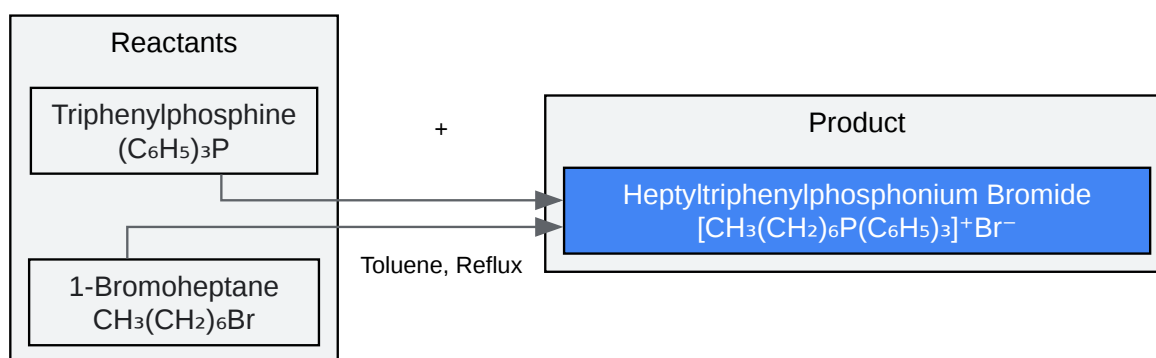 Reactants
Triphenylphosphine
(C₆H₅)₃P
+
Product
Heptyltriphenylphosphonium Bromide
[CH₃(CH₂)₆P(C₆H₅)₃]⁺Br⁻
Toluene, Reflux
1-Bromoheptane
CH₃(CH₂)₆Br